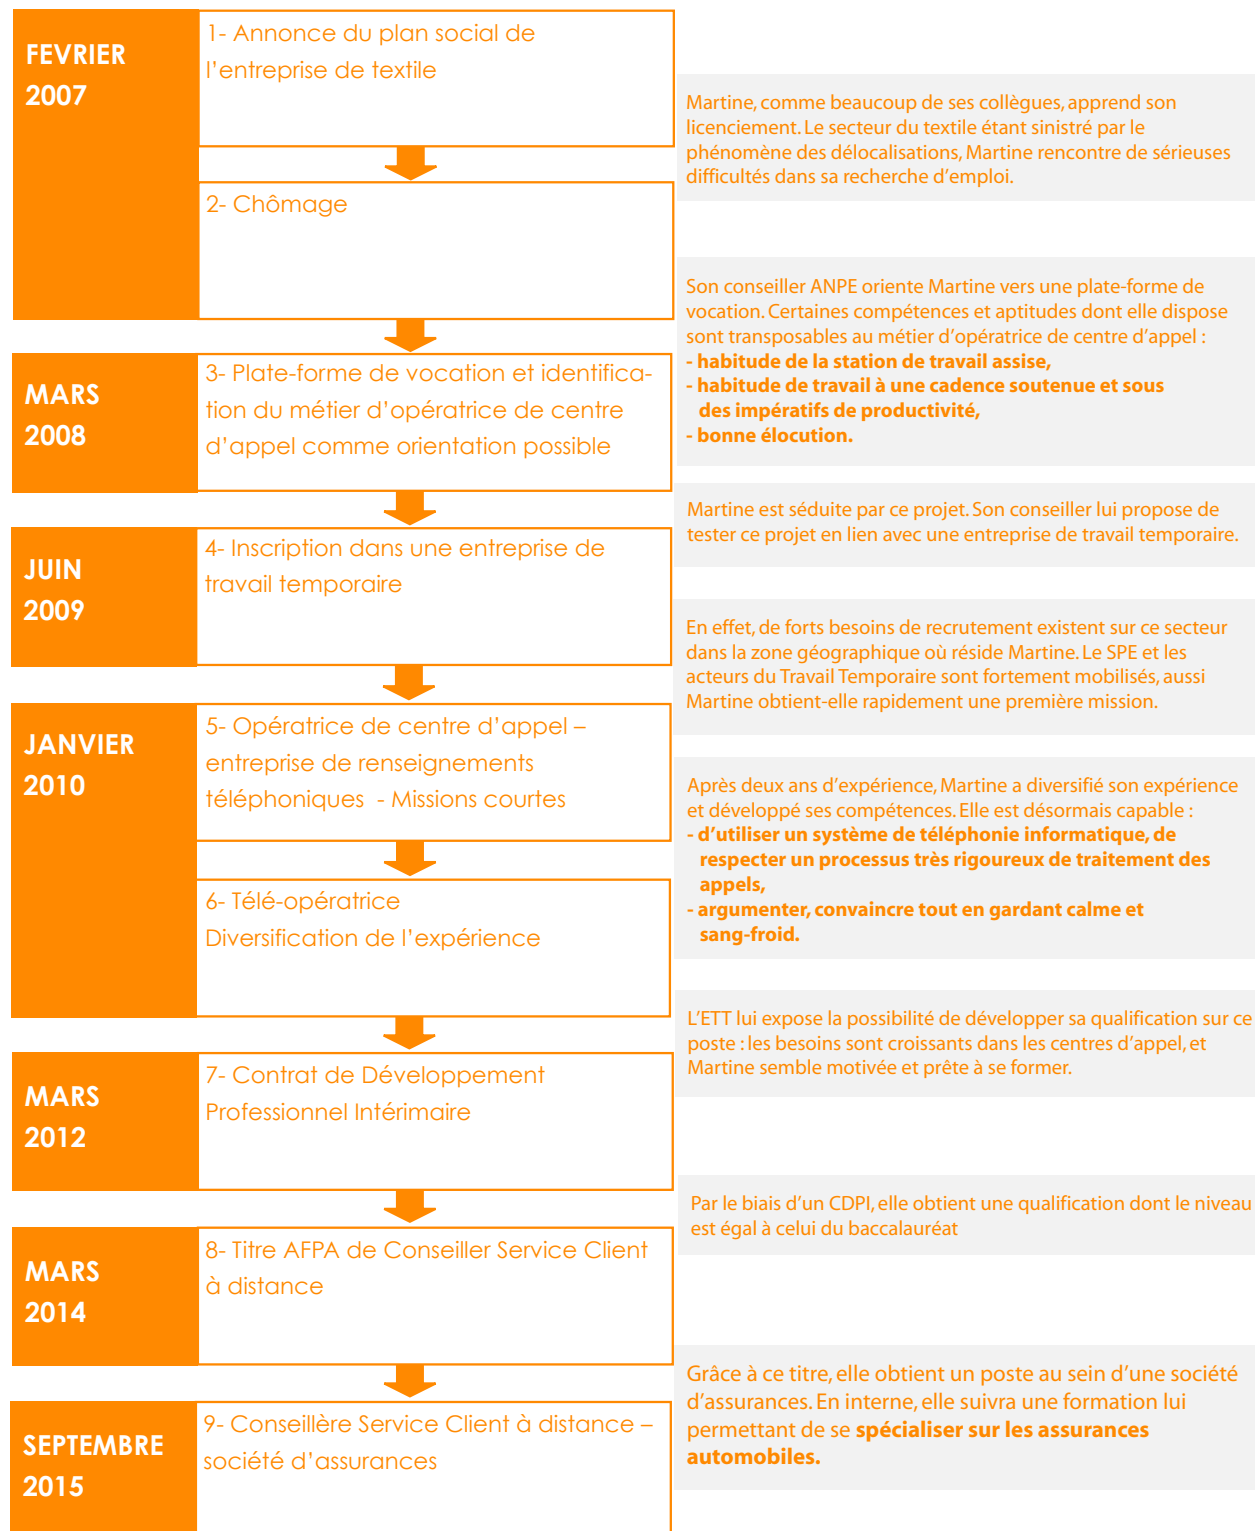 FEVRIER
2007
1- Annonce du plan social de
l'entreprise de textile
Martine, comme beaucoup de ses collègues, apprend son
licenciement. Le secteur du textile étant sinistré par le
phénomène des délocalisations, Martine rencontre de sérieuses
difficultés dans sa recherche d'emploi.
2- Chômage
Son conseiller ANPE oriente Martine vers une plate-forme de
vocation. Certaines compétences et aptitudes dont elle dispose
sont transposables au métier d'opératrice de centre d'appel :
- habitude de la station de travail assise,
- habitude de travail à une cadence soutenue et sous
des impératifs de productivité,
- bonne élocution.
MARS
2008
3- Plate-forme de vocation et identifica-
tion du métier d'opératrice de centre
d'appel comme orientation possible
Martine est séduite par ce projet. Son conseiller lui propose de
tester ce projet en lien avec une entreprise de travail temporaire.
JUIN
2009
4- Inscription dans une entreprise de
travail temporaire
En effet, de forts besoins de recrutement existent sur ce secteur
dans la zone géographique où réside Martine. Le SPE et les
acteurs du Travail Temporaire sont fortement mobilisés, aussi
Martine obtient-elle rapidement une première mission.
JANVIER
2010
5- Opératrice de centre d'appel –
entreprise de renseignements
téléphoniques - Missions courtes
Après deux ans d'expérience, Martine a diversifié son expérience
et développé ses compétences. Elle est désormais capable :
- d'utiliser un système de téléphonie informatique, de
respecter un processus très rigoureux de traitement des
appels,
- argumenter, convaincre tout en gardant calme et
sang-froid.
6- Télé-opératrice
Diversification de l'expérience
L'ETT lui expose la possibilité de développer sa qualification sur ce
poste : les besoins sont croissants dans les centres d'appel, et
Martine semble motivée et prête à se former.
MARS
2012
7- Contrat de Développement
Professionnel Intérimaire
Par le biais d'un CDPI, elle obtient une qualification dont le niveau
est égal à celui du baccalauréat
MARS
2014
8- Titre AFPA de Conseiller Service Client
à distance
Grâce à ce titre, elle obtient un poste au sein d'une société
d'assurances. En interne, elle suivra une formation lui
permettant de se spécialiser sur les assurances
automobiles.
SEPTEMBRE
2015
9- Conseillère Service Client à distance –
société d'assurances